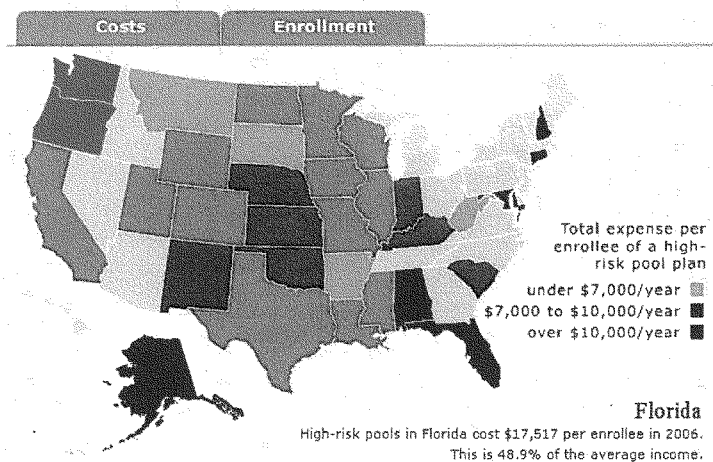 Costs
Enrollment
Total expense per
enrollee of a high-
risk pool plan
under $7,000/year
$7,000 to $10,000/year
over $10,000/year
Florida
High-risk pools in Florida cost $17,517 per enrollee in 2006.
This is 48.9% of the average income.